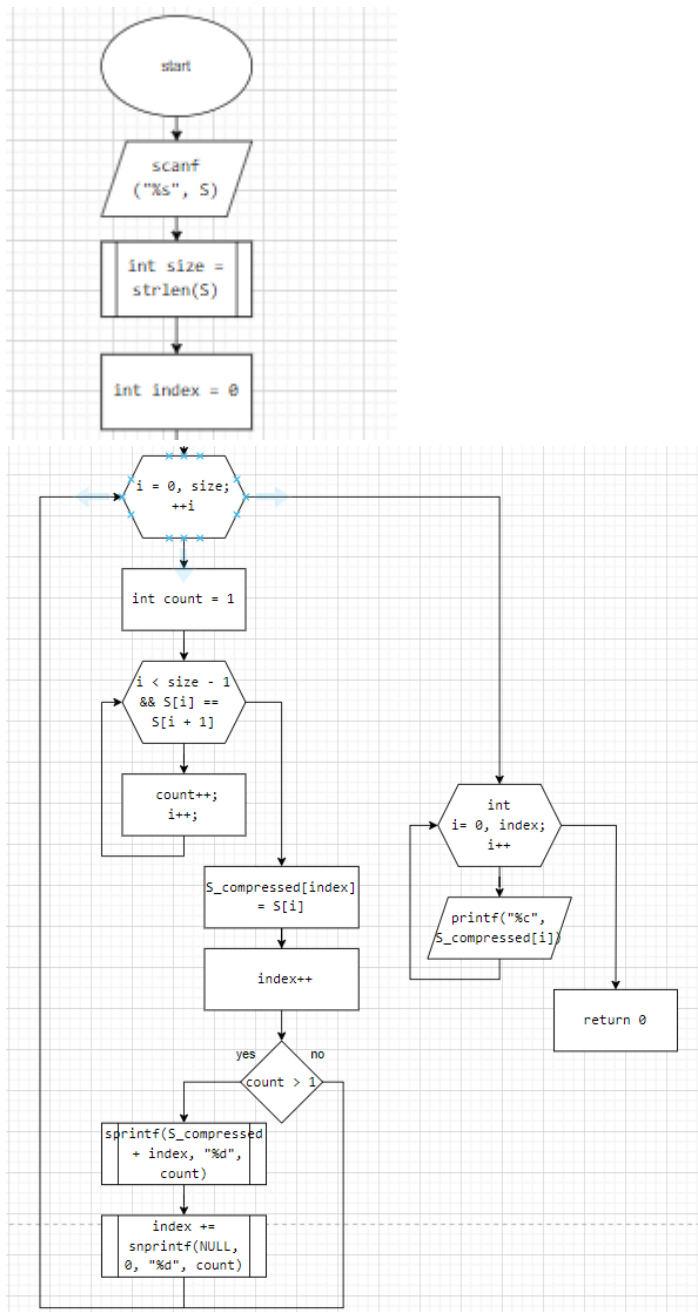 start
scanf
("%s", S)
int size =
strlen(S)
int index = 0
i = 0, size;
++i
int count = 1
i < size - 1
&& S[i] ==
S[i + 1]
count++;
i++;
S_compressed[index]
= S[i]
index++
yes
no
count > 1
sprintf(S_compressed
+ index, "%d",
count)
index +=
snprintf(NULL,
0, "%d", count)
int
i= 0, index;
i++
printf("%c",
S_compressed[i])
return 0